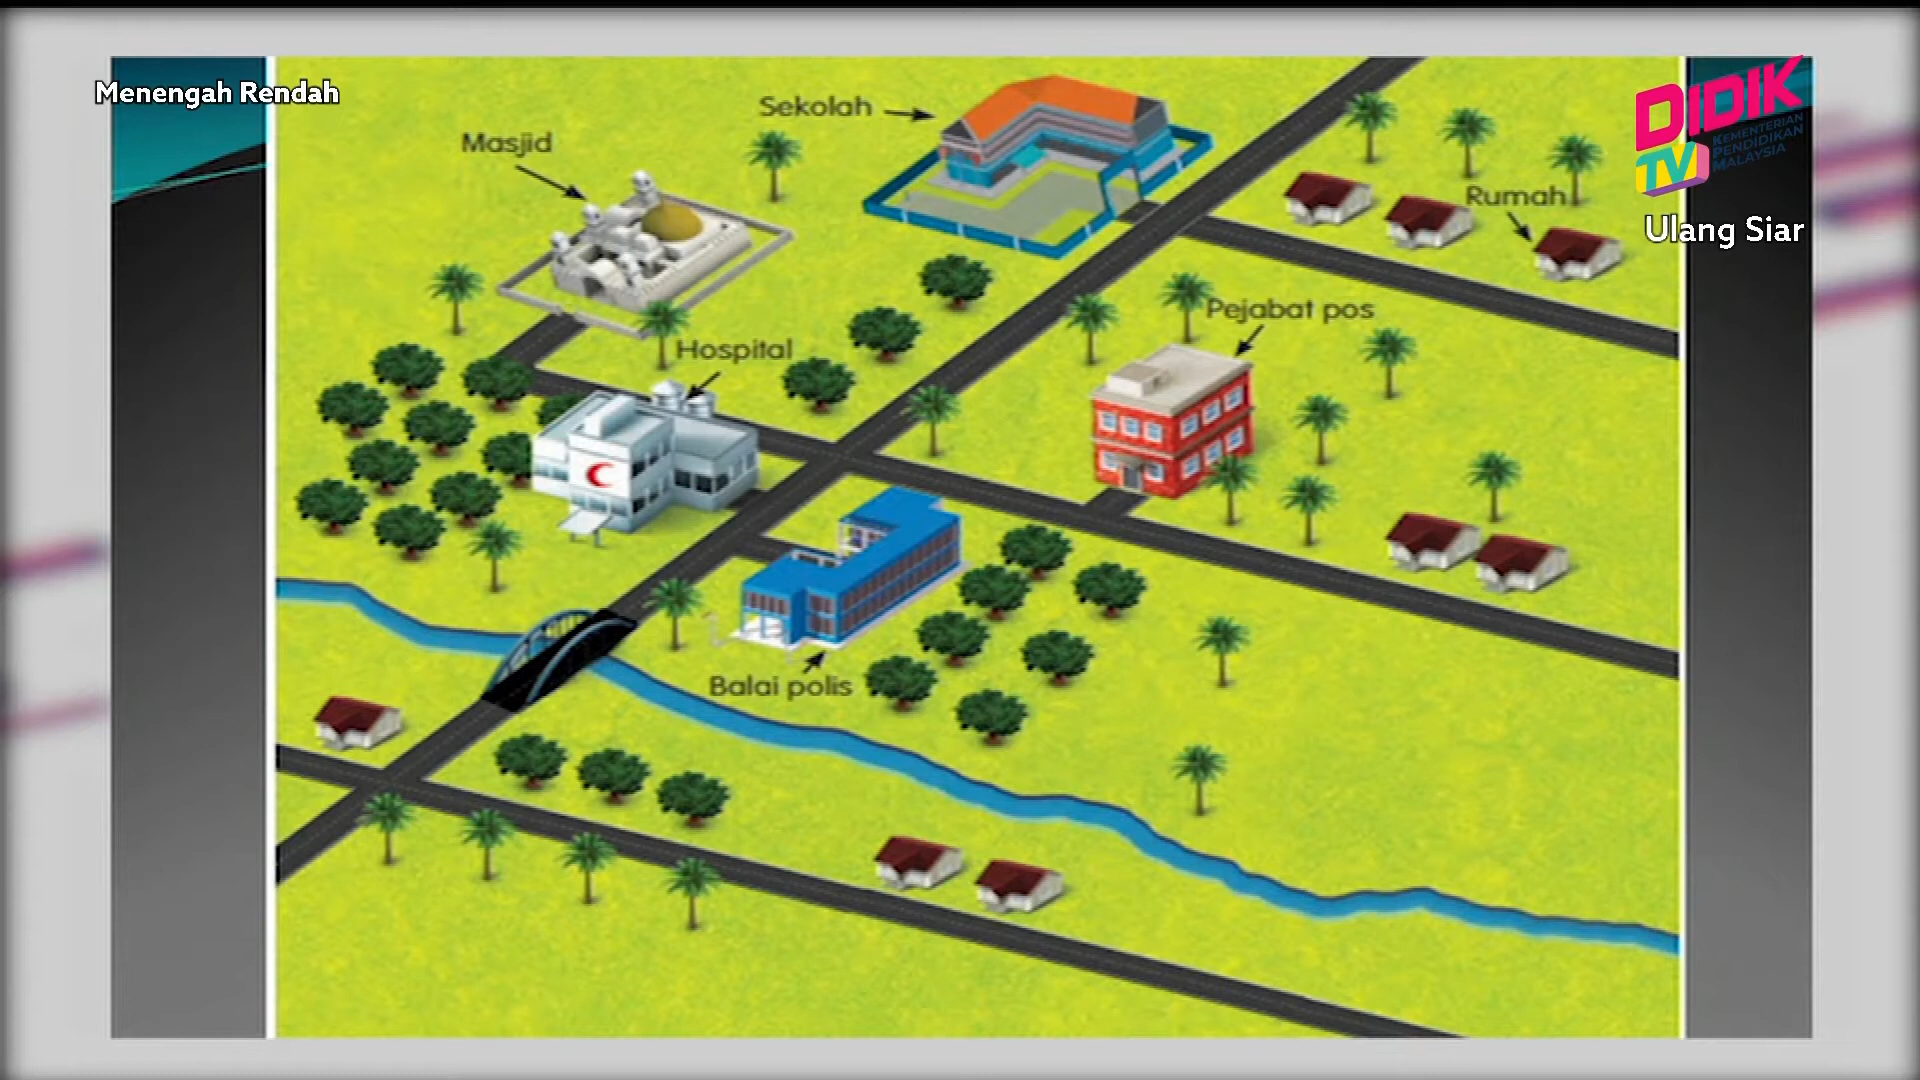 Menengah Rendah
DIDIK
TV
KEMENTERIAN
PENDIDIKAN
MALAYSIA
Ulang Siar
Sekolah
Masjid
Rumah
Pejabat pos
Hospital
Balai polis